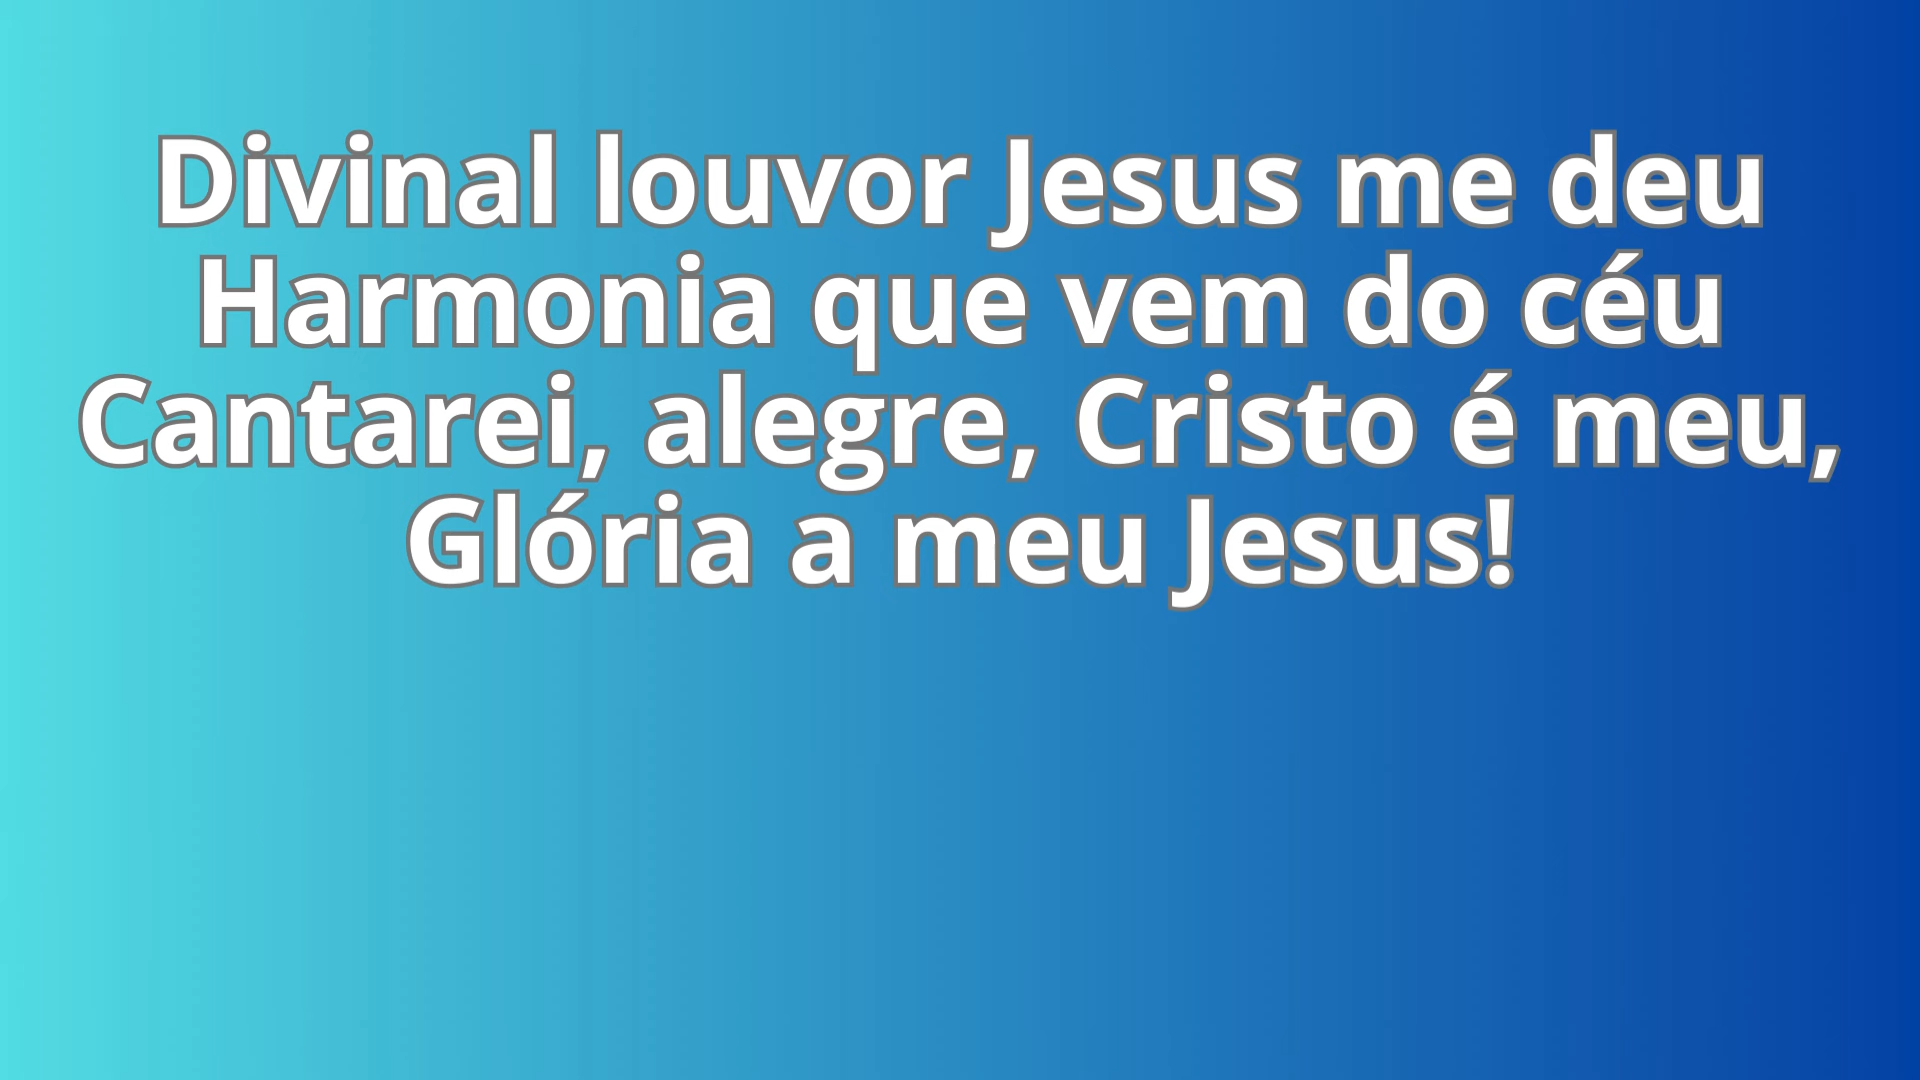 Divinal louvor Jesus me deu
Harmonia que vem do céu
Cantarei, alegre, Cristo é meu,
Glória a meu Jesus!